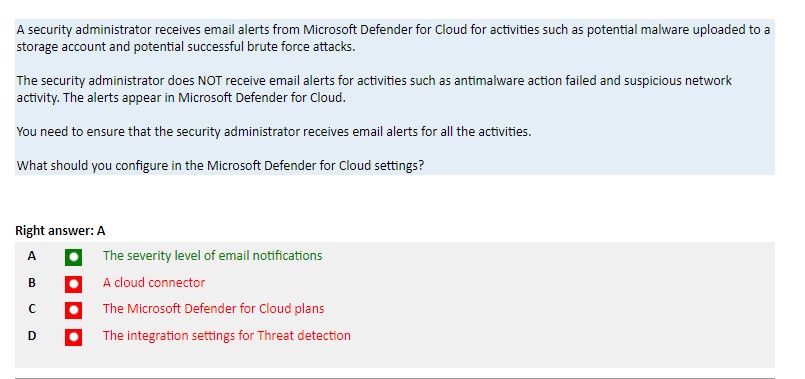 A security administrator receives email alerts from Microsoft Defender for Cloud for activities such as potential malware uploaded to a
storage account and potential successful brute force attacks.
The security administrator does NOT receive email alerts for activities such as antimalware action failed and suspicious network
activity. The alerts appear in Microsoft Defender for Cloud.
You need to ensure that the security administrator receives email alerts for all the activities.
What should you configure in the Microsoft Defender for Cloud settings?
Right answer: A
A The severity level of email notifications
B A cloud connector
C The Microsoft Defender for Cloud plans
D The integration settings for Threat detection